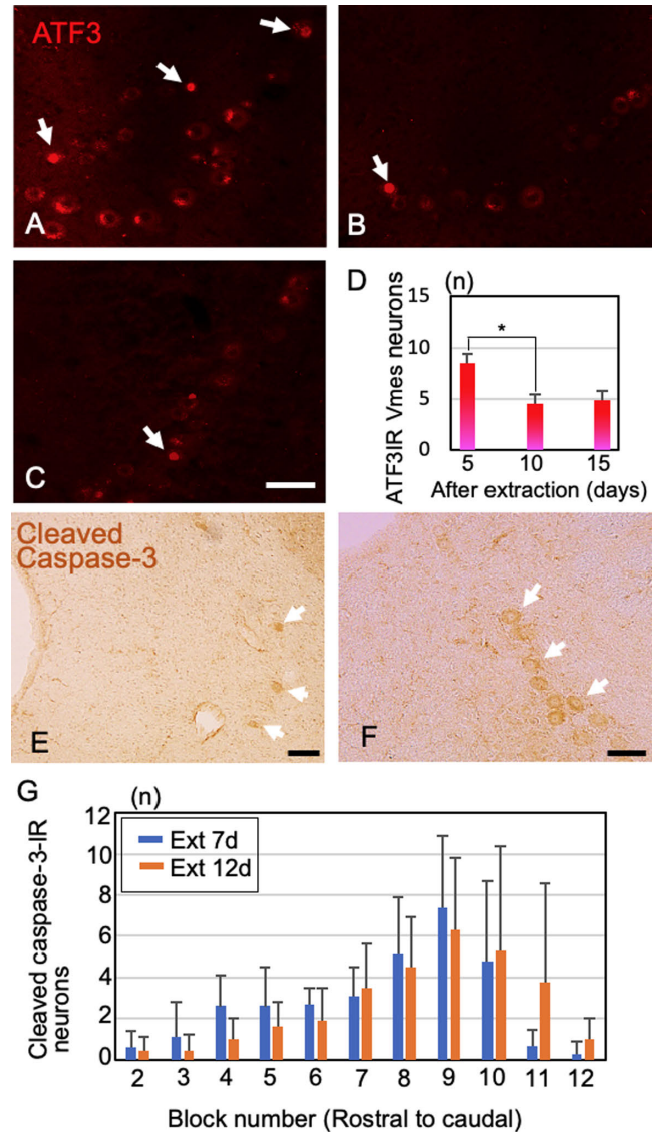 ATF3
A
B
C
D
(n)
ATF3IR Vmes neurons
15
10
5
0
*
5 10 15
After extraction (days)
Cleaved
Caspase-3
E
F
G
(n)
Cleaved caspase-3-IR
neurons
12
10
8
6
4
2
0
Ext 7d
Ext 12d
2 3 4 5 6 7 8 9 10 11 12
Block number (Rostral to caudal)